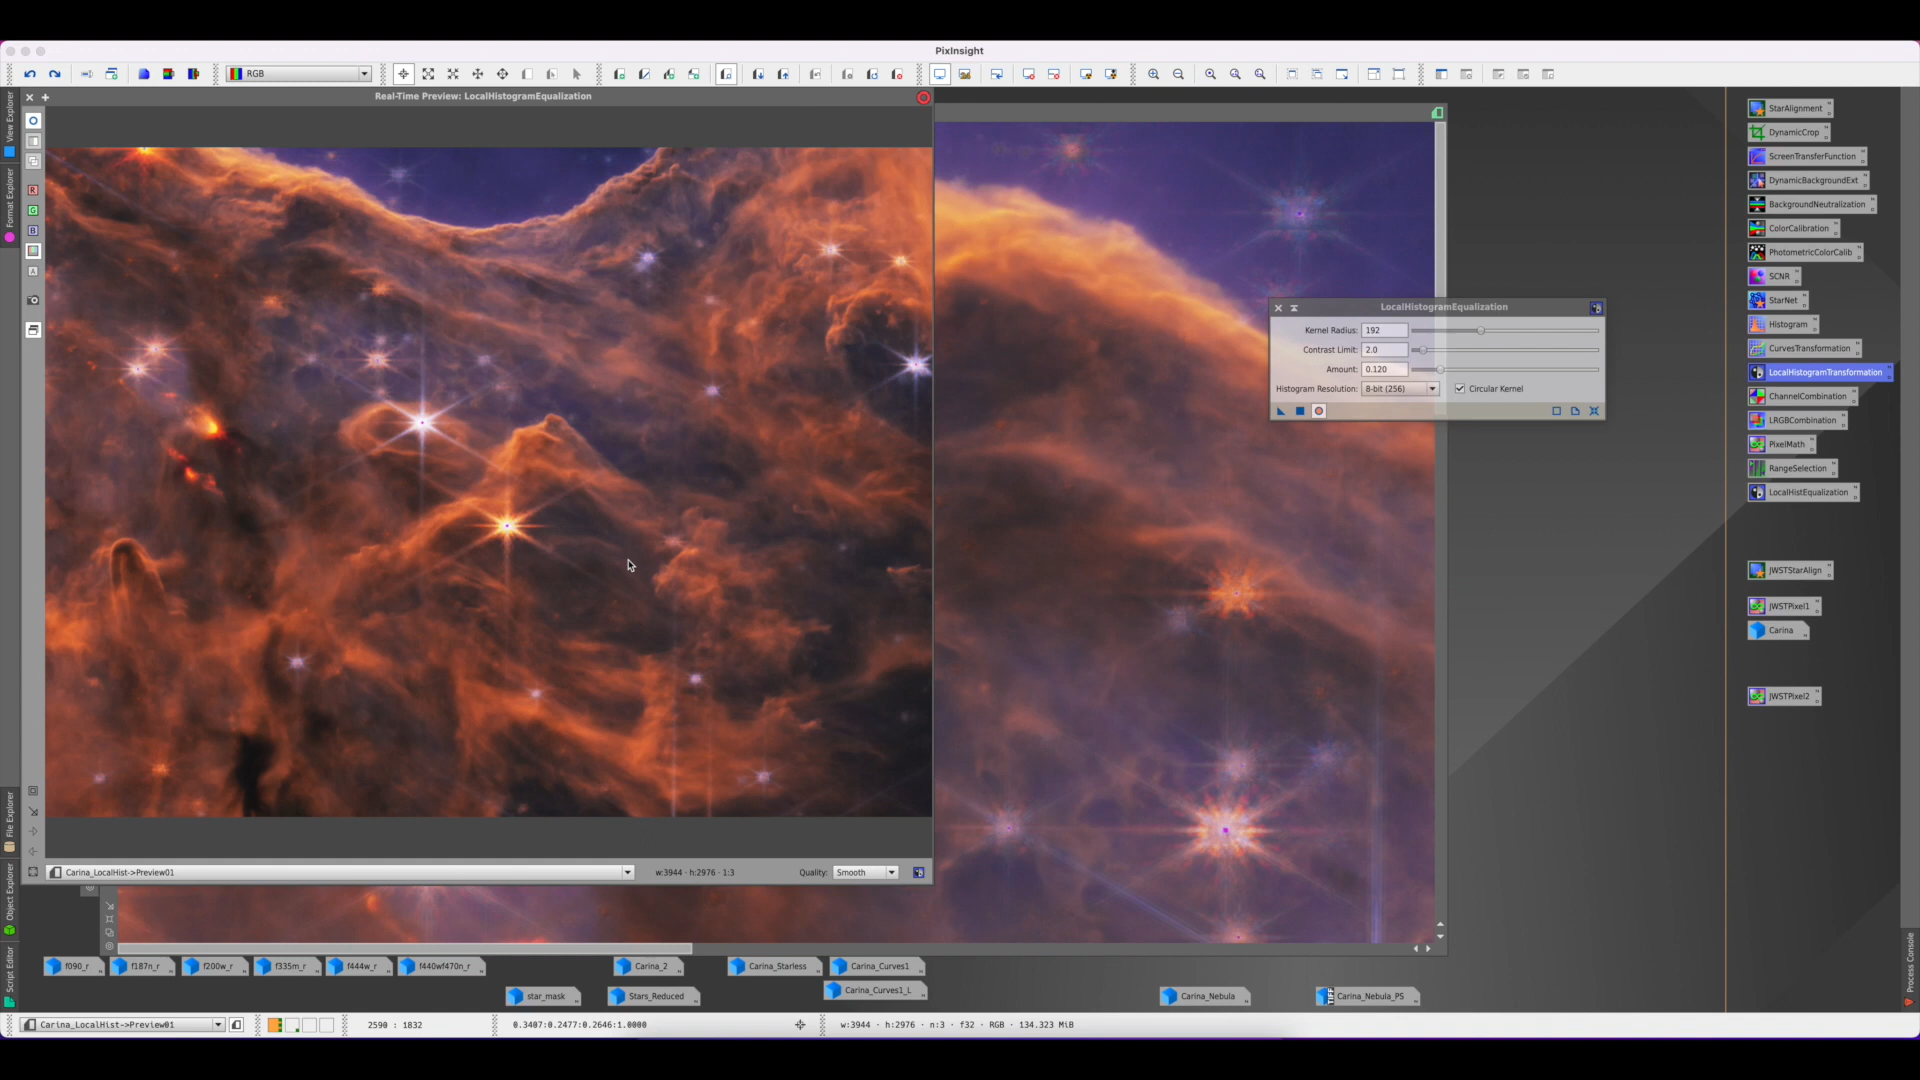 PixInsight
RGB
Real-Time Preview: LocalHistogramEqualization
View Explorer
Format Explorer
File Explorer
Object Explorer
Script Editor
Process Console
R
G
B
A
LocalHistogramEqualization
Kernel Radius: 192
Contrast Limit: 2.0
Amount: 0.120
Histogram Resolution: 8-bit (256) Circular Kernel
StarAlignment
DynamicCrop
ScreenTransferFunction
DynamicBackgroundExt
BackgroundNeutralization
ColorCalibration
PhotometricColorCalib
SCNR
StarNet
Histogram
CurvesTransformation
LocalHistogramTransformation
ChannelCombination
LRGBCombination
PixelMath
RangeSelection
LocalHistEqualization
JWSTStarAlign
JWSTPixel1
Carina
JWSTPixel2
Carina_LocalHist->Preview01 w:3944 · h:2976 · 1:3 Quality: Smooth
f090_r f187n_r f200w_r f335m_r f444w_r f440wf470n_r Carina_2 Carina_Starless Carina_Curves1
Carina_Curves1_L
star_mask Stars_Reduced Carina_Nebula Carina_Nebula_PS
Carina_LocalHist->Preview01 2590 : 1832 0.3407:0.2477:0.2646:1.0000 w:3944 · h:2976 · n:3 · f32 · RGB · 134.323 MiB